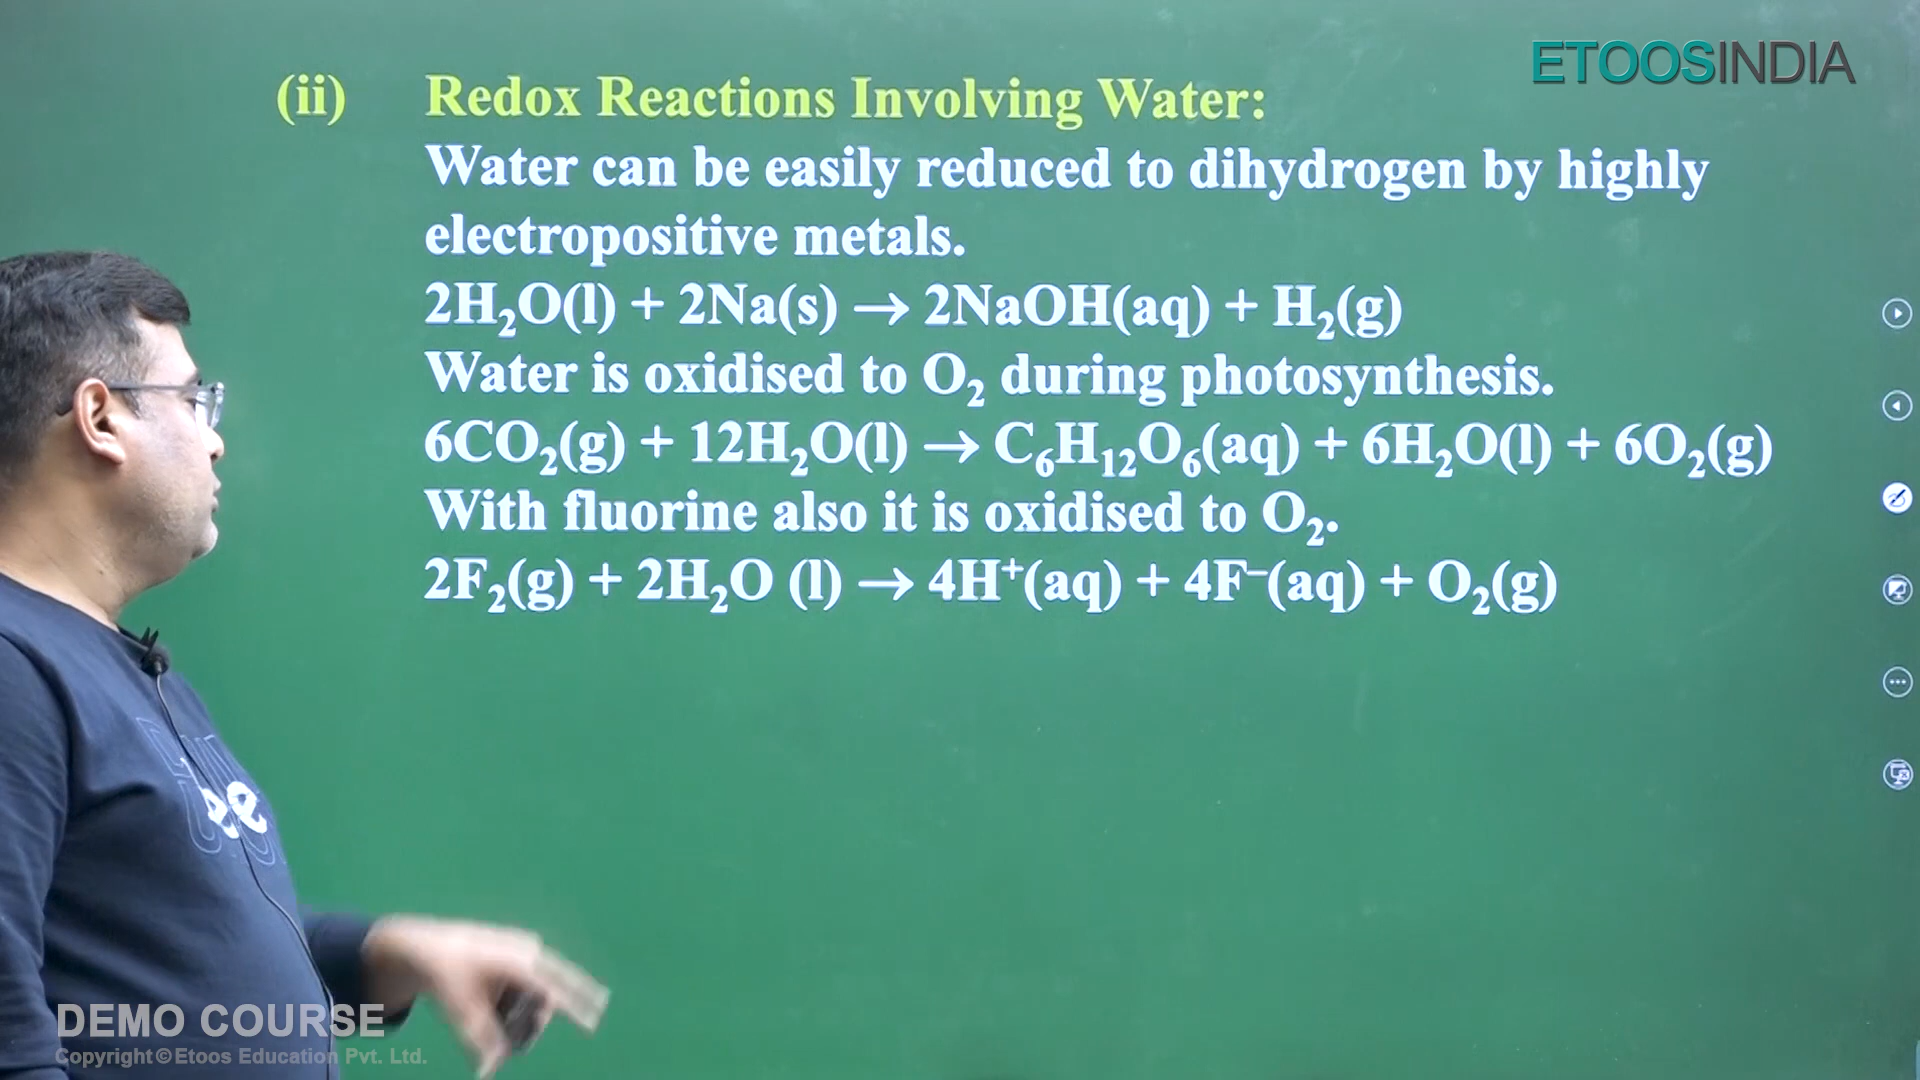 ETOOSINDIA
(ii) Redox Reactions Involving Water:
Water can be easily reduced to dihydrogen by highly
electropositive metals.
2H₂O(l) + 2Na(s) → 2NaOH(aq) + H₂(g)
Water is oxidised to O₂ during photosynthesis.
6CO₂(g) + 12H₂O(l) → C₆H₁₂O₆(aq) + 6H₂O(l) + 6O₂(g)
With fluorine also it is oxidised to O₂.
2F₂(g) + 2H₂O (l) → 4H⁺(aq) + 4F⁻(aq) + O₂(g)
DEMO COURSE
Copyright©Etoos Education Pvt. Ltd.